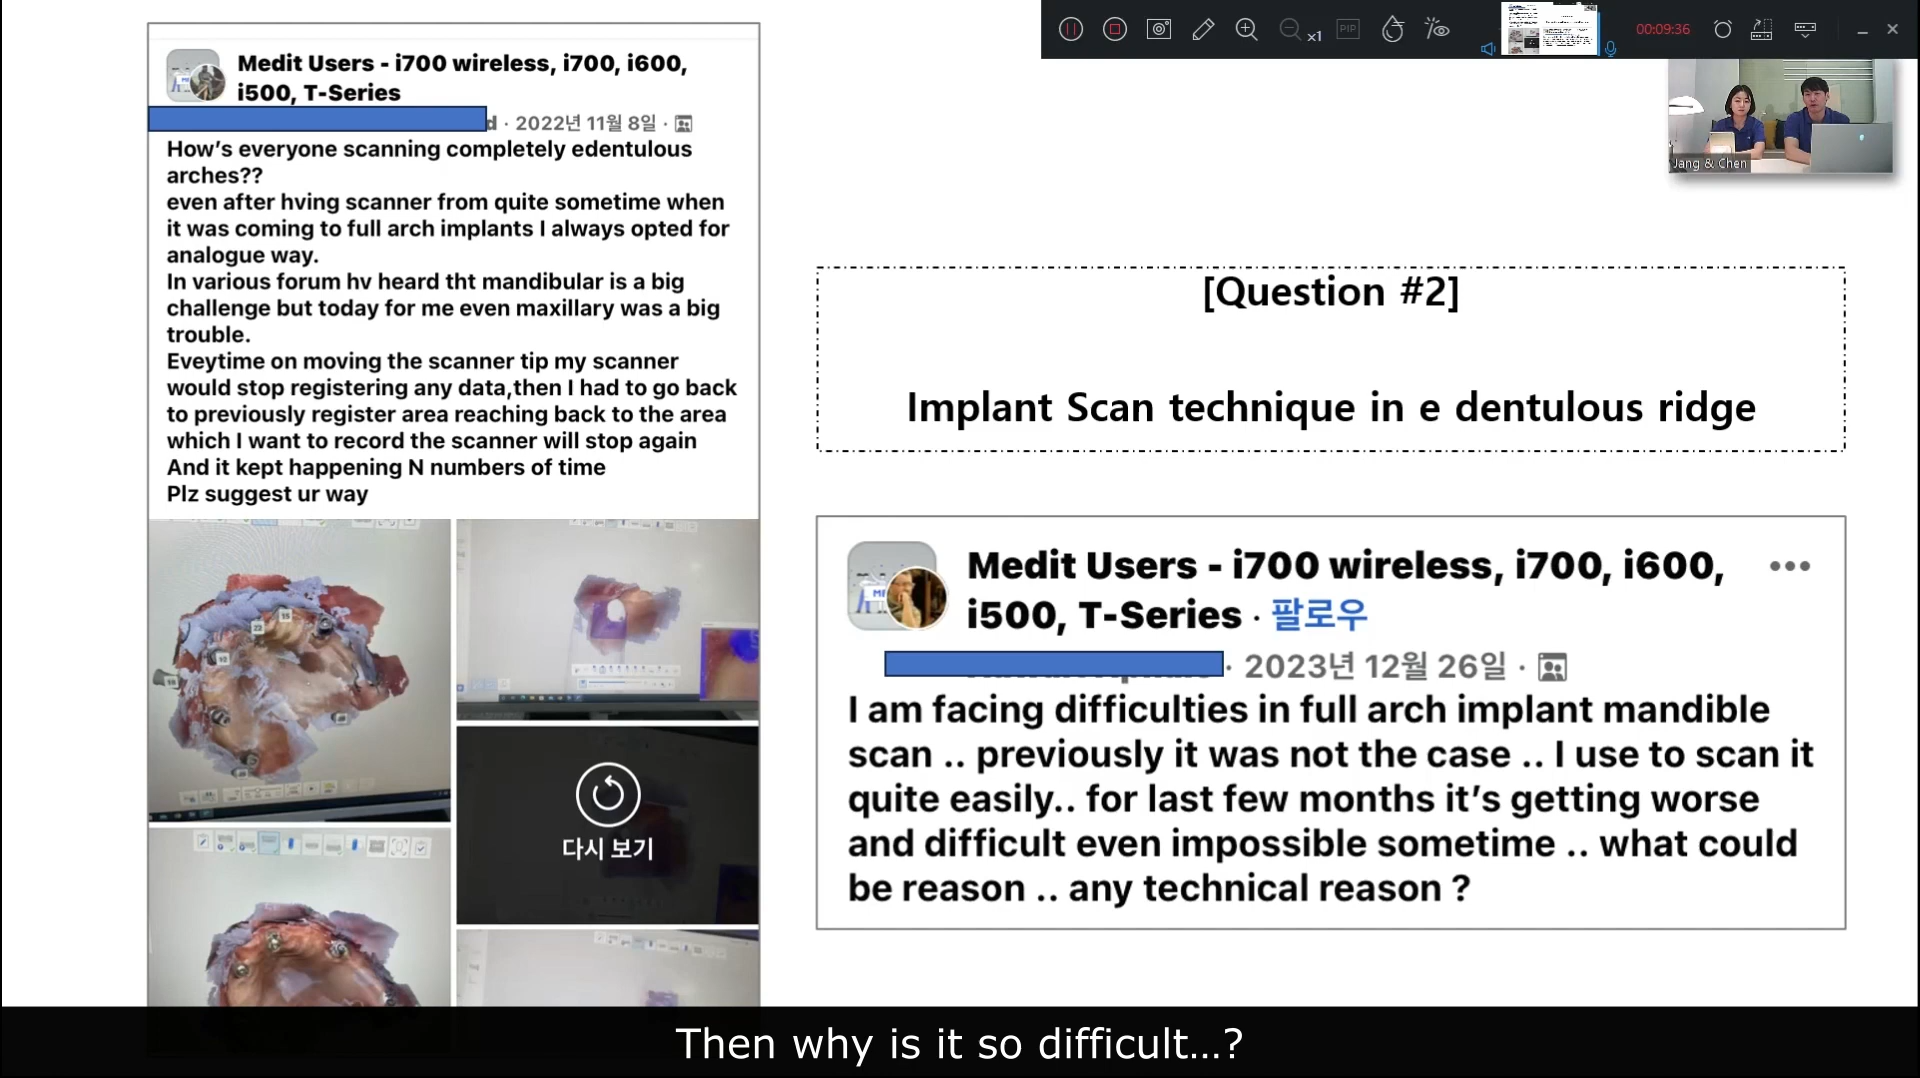 Medit Users - i700 wireless, i700, i600,
i500, T-Series
d · 2022년 11월 8일 ·
How's everyone scanning completely edentulous
arches??
even after hving scanner from quite sometime when
it was coming to full arch implants I always opted for
analogue way.
In various forum hv heard tht mandibular is a big
challenge but today for me even maxillary was a big
trouble.
Eveytime on moving the scanner tip my scanner
would stop registering any data,then I had to go back
to previously register area reaching back to the area
which I want to record the scanner will stop again
And it kept happening N numbers of time
Plz suggest ur way
다시 보기
x1
PIP
00:09:36
Jang & Chen
[Question #2]
Implant Scan technique in e dentulous ridge
Medit Users - i700 wireless, i700, i600,
i500, T-Series · 팔로우
· 2023년 12월 26일 ·
I am facing difficulties in full arch implant mandible
scan .. previously it was not the case .. I use to scan it
quite easily.. for last few months it's getting worse
and difficult even impossible sometime .. what could
be reason .. any technical reason ?
Then why is it so difficult...?